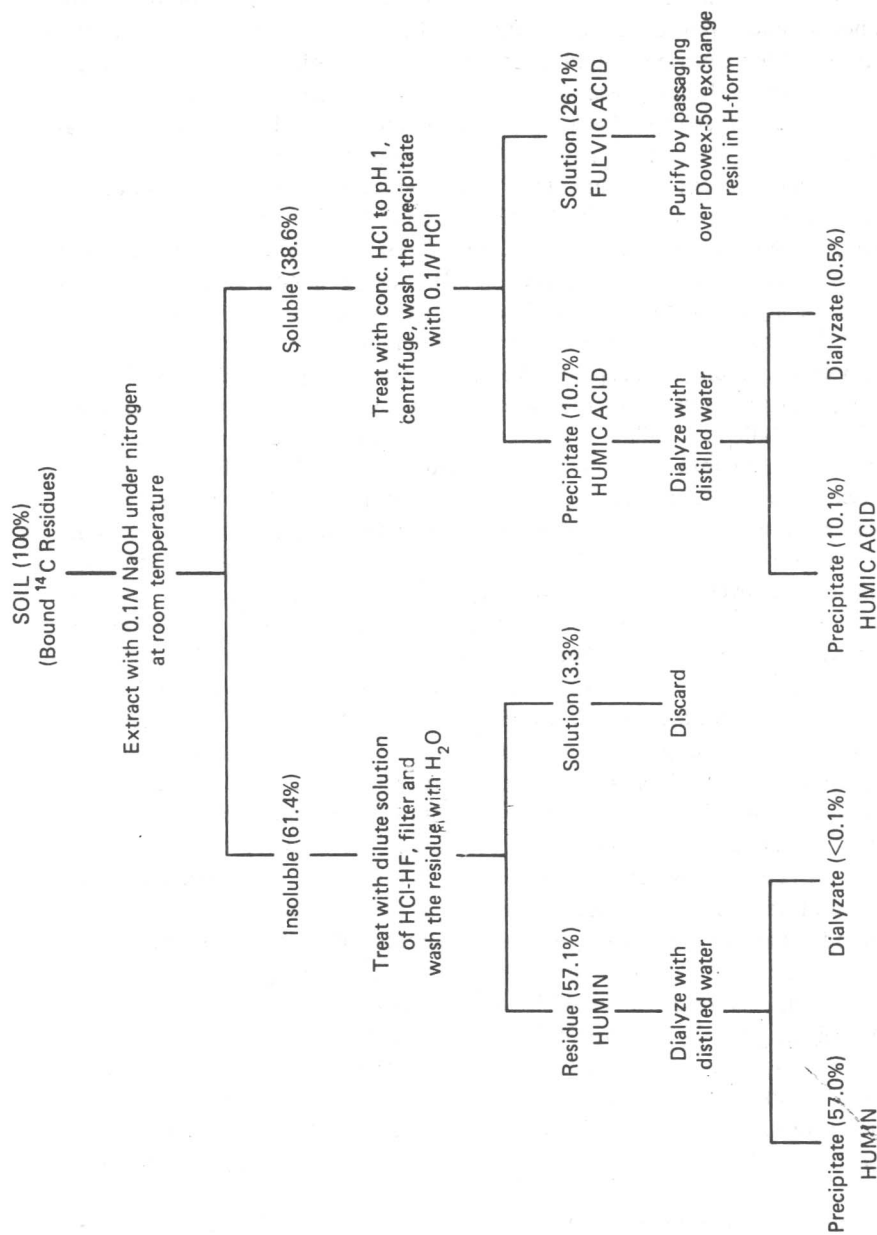 SOIL (100%)
(Bound ¹⁴C Residues)
Extract with 0.1N NaOH under nitrogen
at room temperature
Insoluble (61.4%)
Soluble (38.6%)
Treat with dilute solution
of HCl-HF, filter and
wash the residue, with H₂O
Treat with conc. HCl to pH 1,
centrifuge, wash the precipitate
with 0.1N HCl
Residue (57.1%)
HUMIN
Solution (3.3%)
Precipitate (10.7%)
HUMIC ACID
Solution (26.1%)
FULVIC ACID
Dialyze with
distilled water
Discard
Dialyze with
distilled water
Purify by passaging
over Dowex-50 exchange
resin in H-form
Precipitate (57.0%)
HUMIN
Dialyzate (<0.1%)
Precipitate (10.1%)
HUMIC ACID
Dialyzate (0.5%)